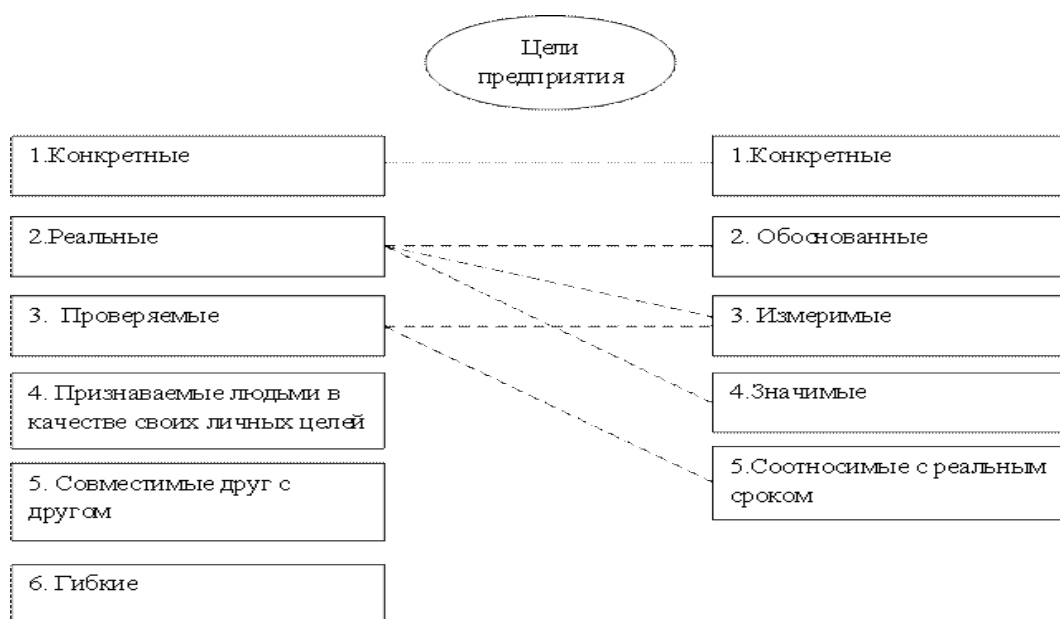 Цели
предприятия
1.Конкретные
1.Конкретные
2.Реальные
2. Обоснованные
3. Проверяемые
3. Измеримые
4. Признаваемые людьми в
качестве своих личных целей
4.Значимые
5. Совместимые друг с
другом
5.Соотносимые с реальным
сроком
6. Гибкие